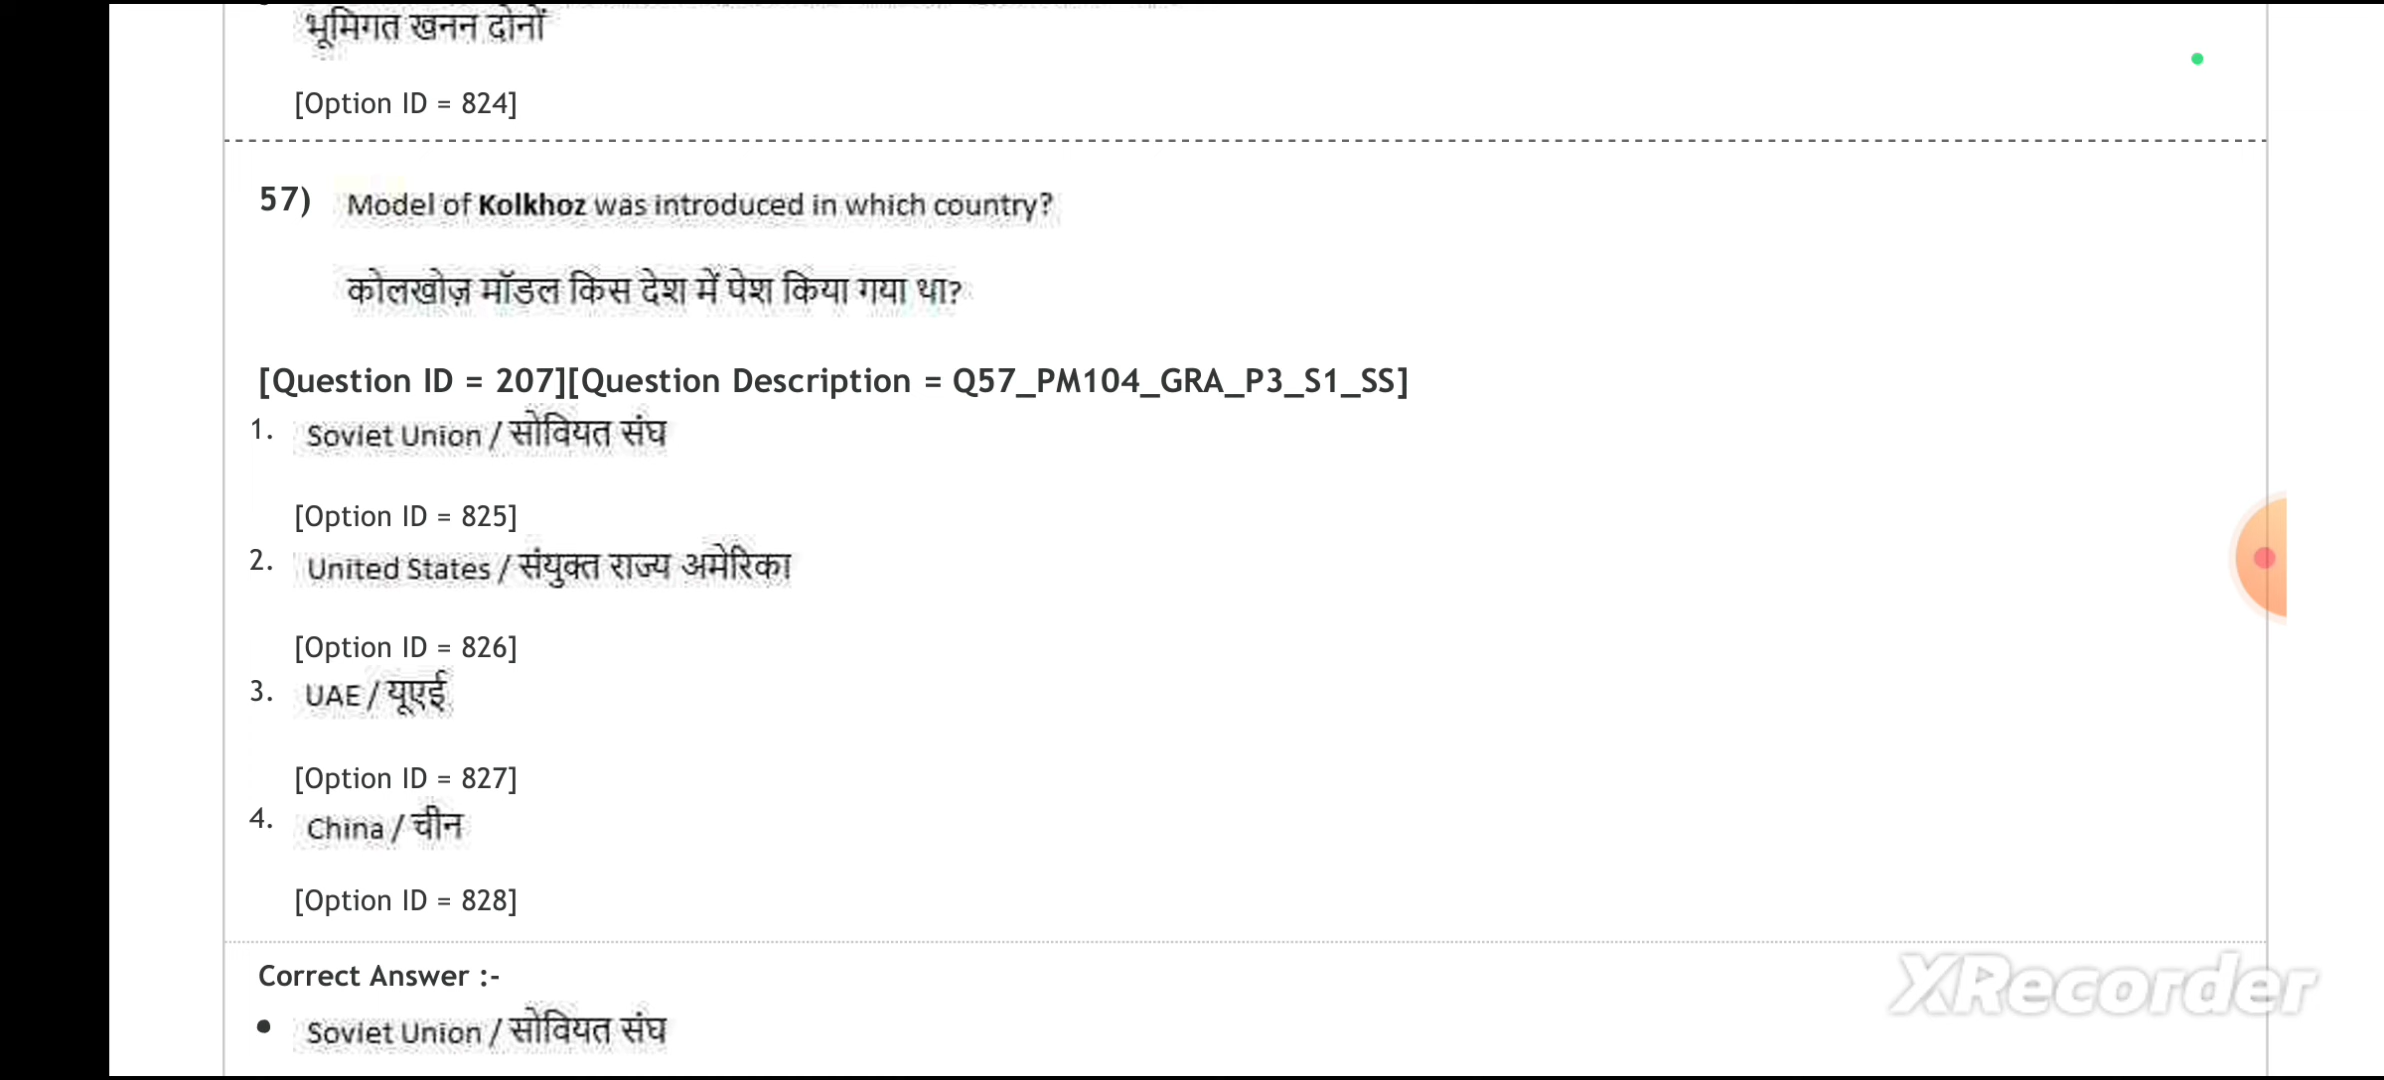 भूमिगत खनन दोनों
[Option ID = 824]
57) Model of Kolkhoz was introduced in which country?
कोलखोज़ मॉडल किस देश में पेश किया गया था?
[Question ID = 207][Question Description = Q57_PM104_GRA_P3_S1_SS]
1. Soviet Union / सोवियत संघ
[Option ID = 825]
2. United States / संयुक्त राज्य अमेरिका
[Option ID = 826]
3. UAE / यूएई
[Option ID = 827]
4. China / चीन
[Option ID = 828]
Correct Answer :-
• Soviet Union / सोवियत संघ
XRecorder